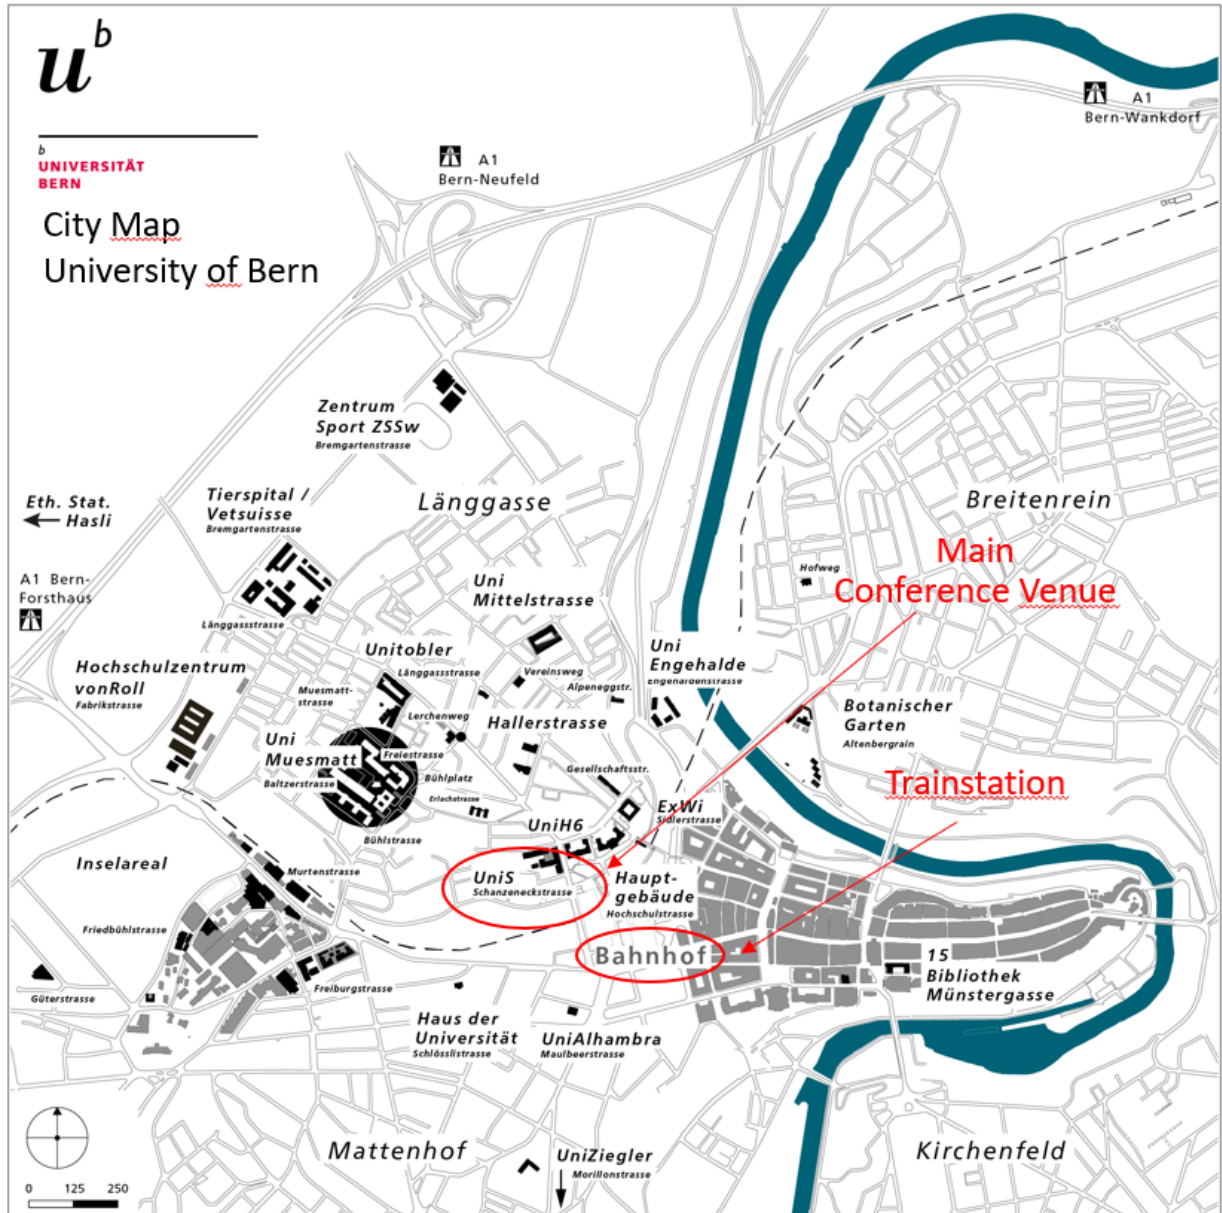 u
b
b
UNIVERSITÄT
BERN
City Map
University of Bern
A1
Bern-Neufeld
A1
Bern-Wankdorf
Zentrum
Sport ZSSw
Bremgartenstrasse
Eth. Stat.
Hasli
Tierspital /
Vetsuisse
Bremgartenstrasse
Länggasse
Breitenrein
Main
Conference Venue
A1 Bern-
Forsthaus
Länggassstrasse
Uni
Mittelstrasse
Hofweg
Hochschulzentrum
vonRoll
Fabrikstrasse
Unitobler
Länggassstrasse
Muesmatt-
strasse
Lerchenweg
Vereinsweg
Alpeneggstr.
Uni
Engehalde
Engehaldenstrasse
Hallerstrasse
Botanischer
Garten
Altenbergrain
Uni
Muesmatt
Baltzerstrasse
Freiestrasse
Bühlplatz
Erlachstrasse
Gesellschaftsstr.
Trainstation
ExWi
Sidlerstrasse
UniH6
Bühlstrasse
Inselareal
Murtenstrasse
UniS
Schanzeneckstrasse
Haupt-
gebäude
Hochschulstrasse
Friedbühlstrasse
Bahnhof
15
Bibliothek
Münstergasse
Güterstrasse
Freiburgstrasse
Haus der
Universität
Schlösslistrasse
UniAlhambra
Maulbeerstrasse
Mattenhof
UniZiegler
Morillonstrasse
Kirchenfeld
0 125 250